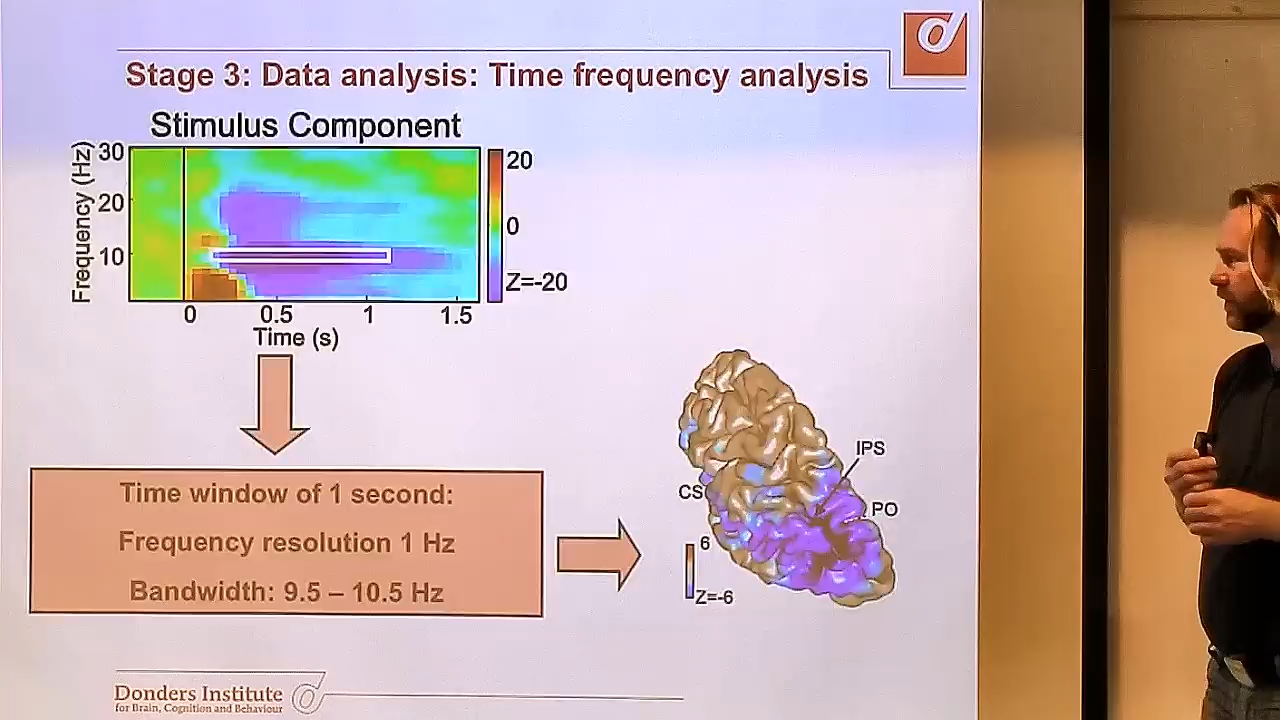 Stage 3: Data analysis: Time frequency analysis
Stimulus Component
Frequency (Hz)
30
20
10
0
0.5
1
1.5
Time (s)
20
0
Z=-20
Time window of 1 second:
Frequency resolution 1 Hz
Bandwidth: 9.5 – 10.5 Hz
IPS
CS
PO
6
Z=-6
Donders Institute
for Brain, Cognition and Behaviour